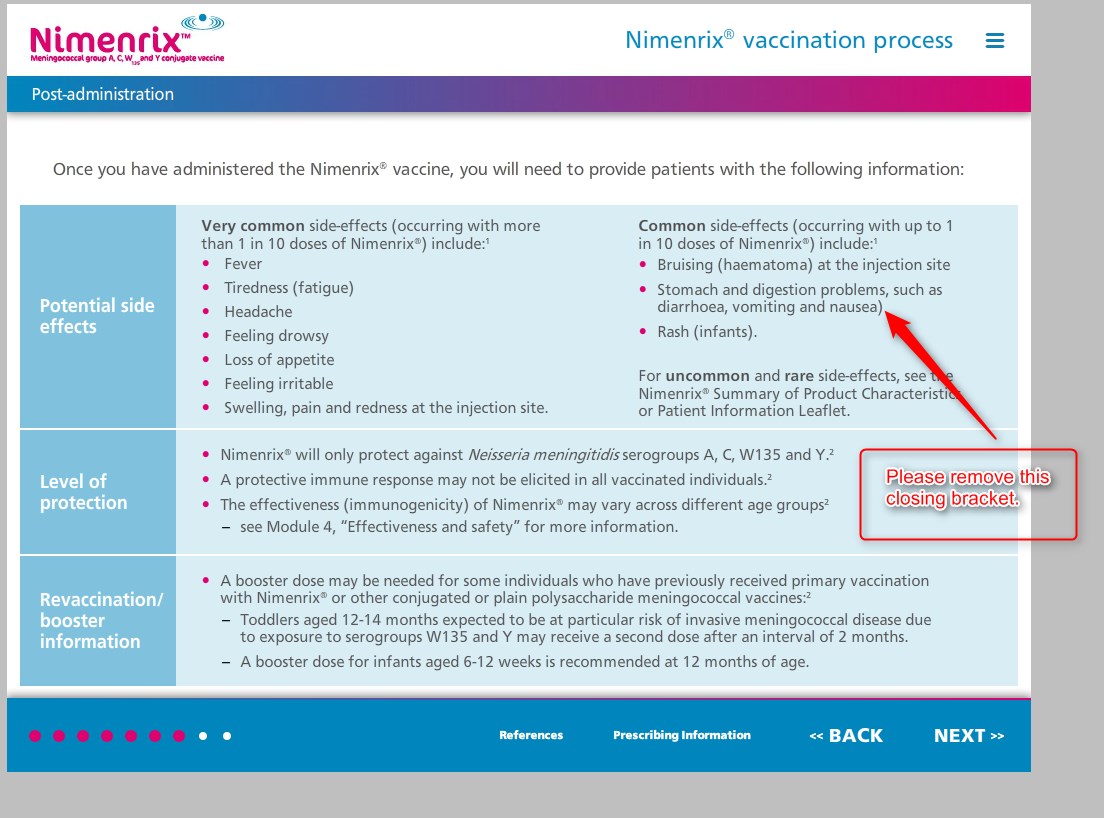 Nimenrix™
Meningococcal group A, C, W135 and Y conjugate vaccine
Nimenrix® vaccination process
Post-administration
Once you have administered the Nimenrix® vaccine, you will need to provide patients with the following information:
Potential side
effects
Very common side-effects (occurring with more
than 1 in 10 doses of Nimenrix®) include:¹
• Fever
• Tiredness (fatigue)
• Headache
• Feeling drowsy
• Loss of appetite
• Feeling irritable
• Swelling, pain and redness at the injection site.
Common side-effects (occurring with up to 1
in 10 doses of Nimenrix®) include:¹
• Bruising (haematoma) at the injection site
• Stomach and digestion problems, such as
diarrhoea, vomiting and nausea)
• Rash (infants).
For uncommon and rare side-effects, see the
Nimenrix® Summary of Product Characteristics
or Patient Information Leaflet.
Please remove this
closing bracket.
Level of
protection
• Nimenrix® will only protect against Neisseria meningitidis serogroups A, C, W135 and Y.²
• A protective immune response may not be elicited in all vaccinated individuals.²
• The effectiveness (immunogenicity) of Nimenrix® may vary across different age groups²
– see Module 4, “Effectiveness and safety” for more information.
Revaccination/
booster
information
• A booster dose may be needed for some individuals who have previously received primary vaccination
with Nimenrix® or other conjugated or plain polysaccharide meningococcal vaccines:²
– Toddlers aged 12-14 months expected to be at particular risk of invasive meningococcal disease due
to exposure to serogroups W135 and Y may receive a second dose after an interval of 2 months.
– A booster dose for infants aged 6-12 weeks is recommended at 12 months of age.
References
Prescribing Information
<< BACK
NEXT >>